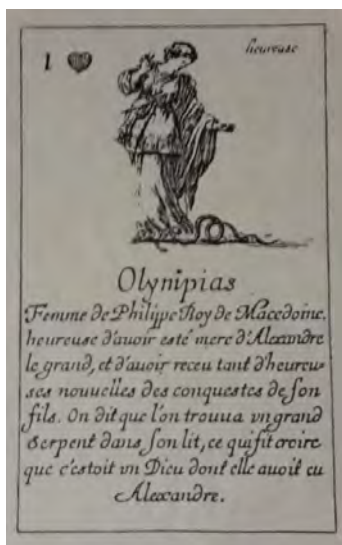 1 heureuse
Olympias
Femme de Philippe Roy de Macedoine,
heureuse d'auoir esté mere d'Alexandre
le grand, et d'auoir receu tant d'heureu-
ses nouuelles des conquestes de son
fils. On dit que l'on trouua vn grand
Serpent dans son lit, ce qui fit croire
que c'estoit vn Dieu dont elle auoit eu
Alexandre.